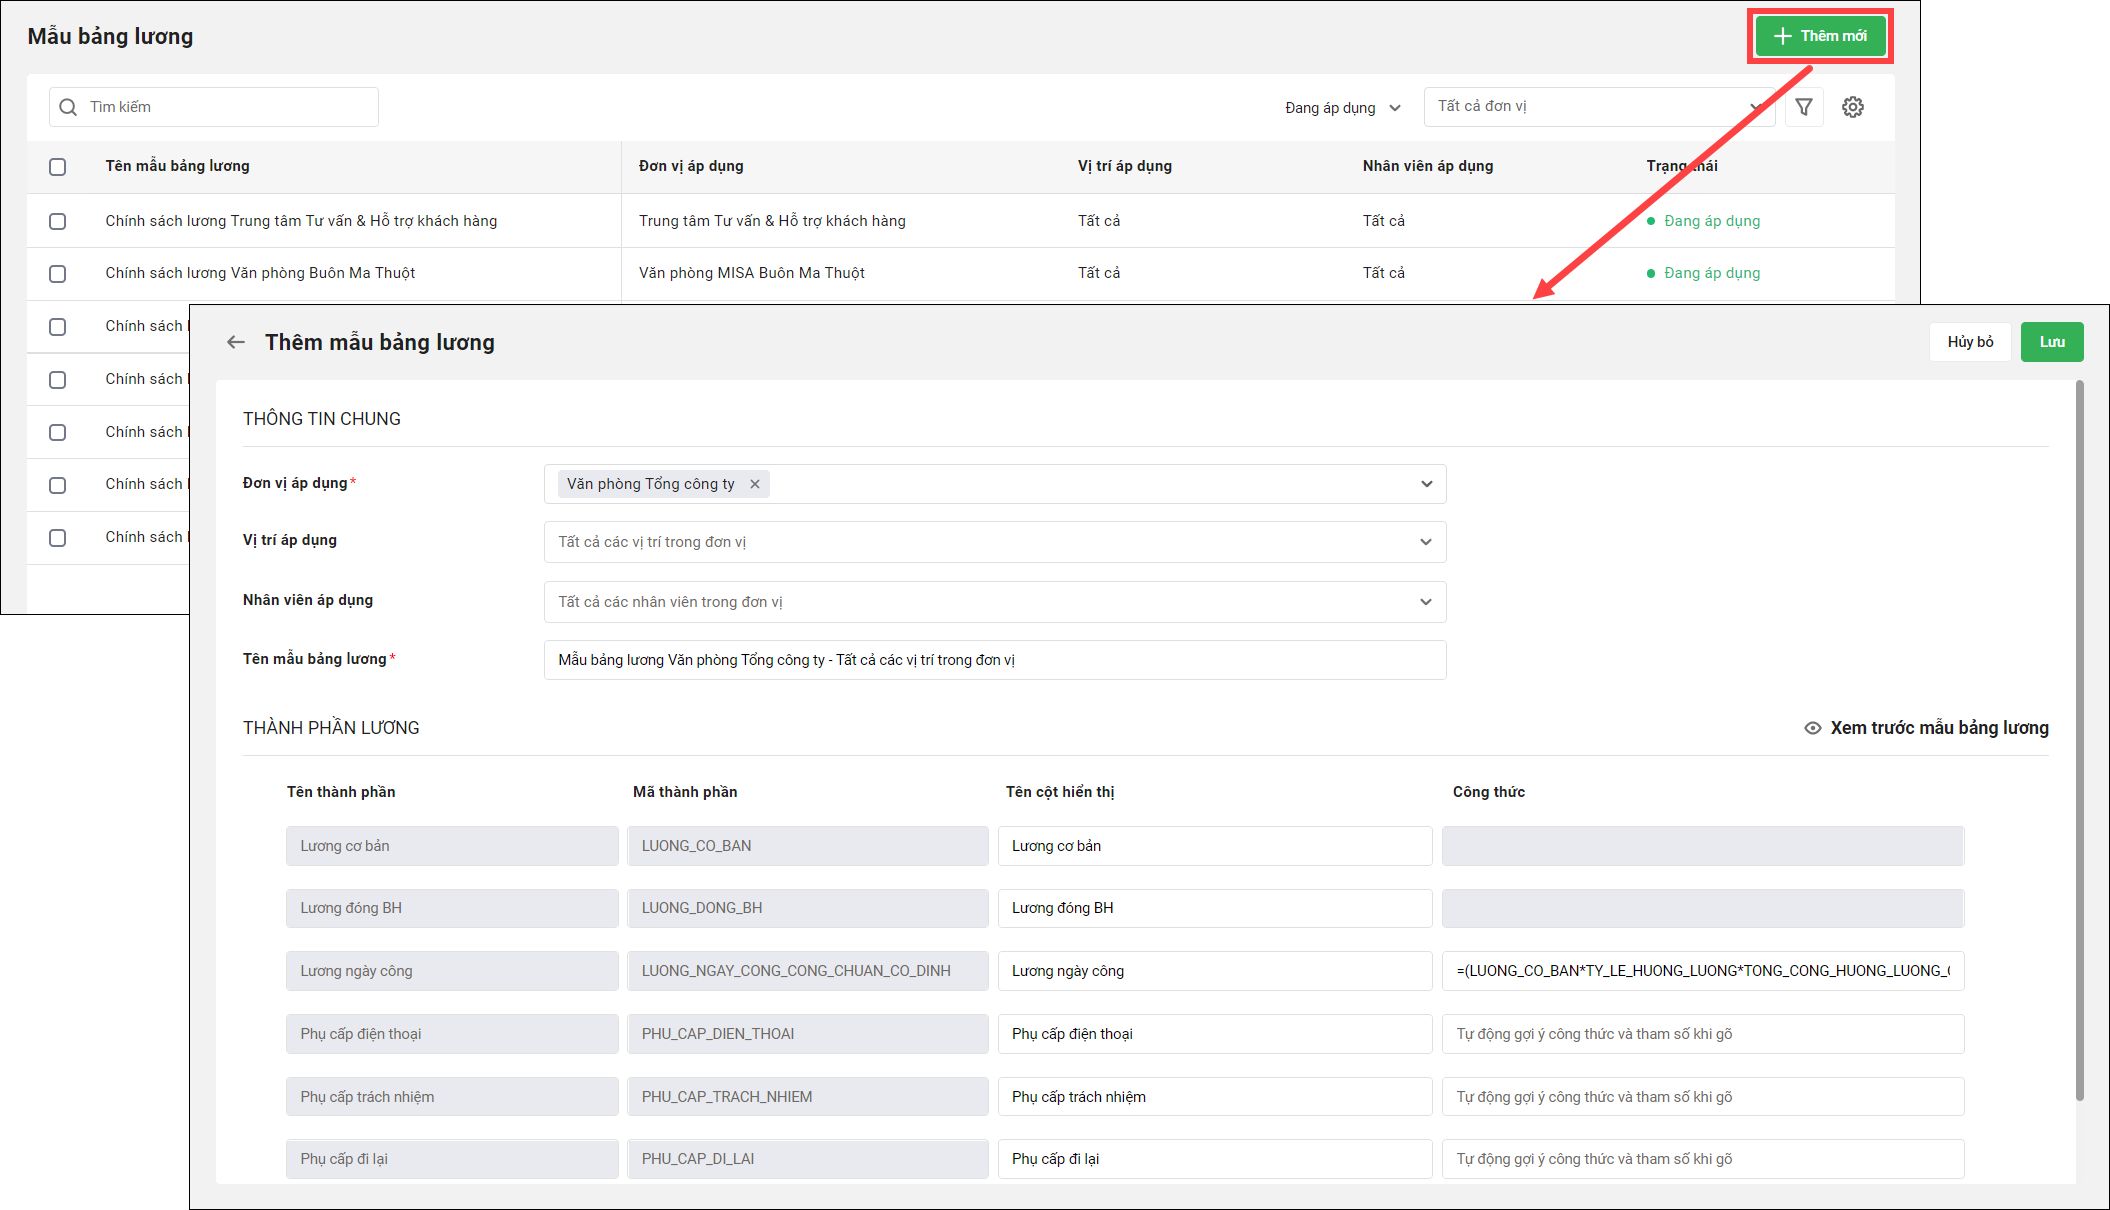 Mẫu bảng lương
Thêm mới
Tìm kiếm
Đang áp dụng
Tất cả đơn vị
Tên mẫu bảng lương Đơn vị áp dụng Vị trí áp dụng Nhân viên áp dụng Trạng thái
Chính sách lương Trung tâm Tư vấn & Hỗ trợ khách hàng Trung tâm Tư vấn & Hỗ trợ khách hàng Tất cả Tất cả Đang áp dụng
Chính sách lương Văn phòng Buôn Ma Thuột Văn phòng MISA Buôn Ma Thuột Tất cả Tất cả Đang áp dụng
Chính sách
Chính sách
Chính sách
Chính sách
Chính sách
Thêm mẫu bảng lương
Hủy bỏ
Lưu
THÔNG TIN CHUNG
Đơn vị áp dụng* Văn phòng Tổng công ty
Vị trí áp dụng Tất cả các vị trí trong đơn vị
Nhân viên áp dụng Tất cả các nhân viên trong đơn vị
Tên mẫu bảng lương* Mẫu bảng lương Văn phòng Tổng công ty - Tất cả các vị trí trong đơn vị
THÀNH PHẦN LƯƠNG
Xem trước mẫu bảng lương
Tên thành phần Mã thành phần Tên cột hiển thị Công thức
Lương cơ bản LUONG_CO_BAN Lương cơ bản
Lương đóng BH LUONG_DONG_BH Lương đóng BH
Lương ngày công LUONG_NGAY_CONG_CONG_CHUAN_CO_DINH Lương ngày công =(LUONG_CO_BAN*TY_LE_HUONG_LUONG*TONG_CONG_HUONG_LUONG_
Phụ cấp điện thoại PHU_CAP_DIEN_THOAI Phụ cấp điện thoại Tự động gợi ý công thức và tham số khi gõ
Phụ cấp trách nhiệm PHU_CAP_TRACH_NHIEM Phụ cấp trách nhiệm Tự động gợi ý công thức và tham số khi gõ
Phụ cấp đi lại PHU_CAP_DI_LAI Phụ cấp đi lại Tự động gợi ý công thức và tham số khi gõ